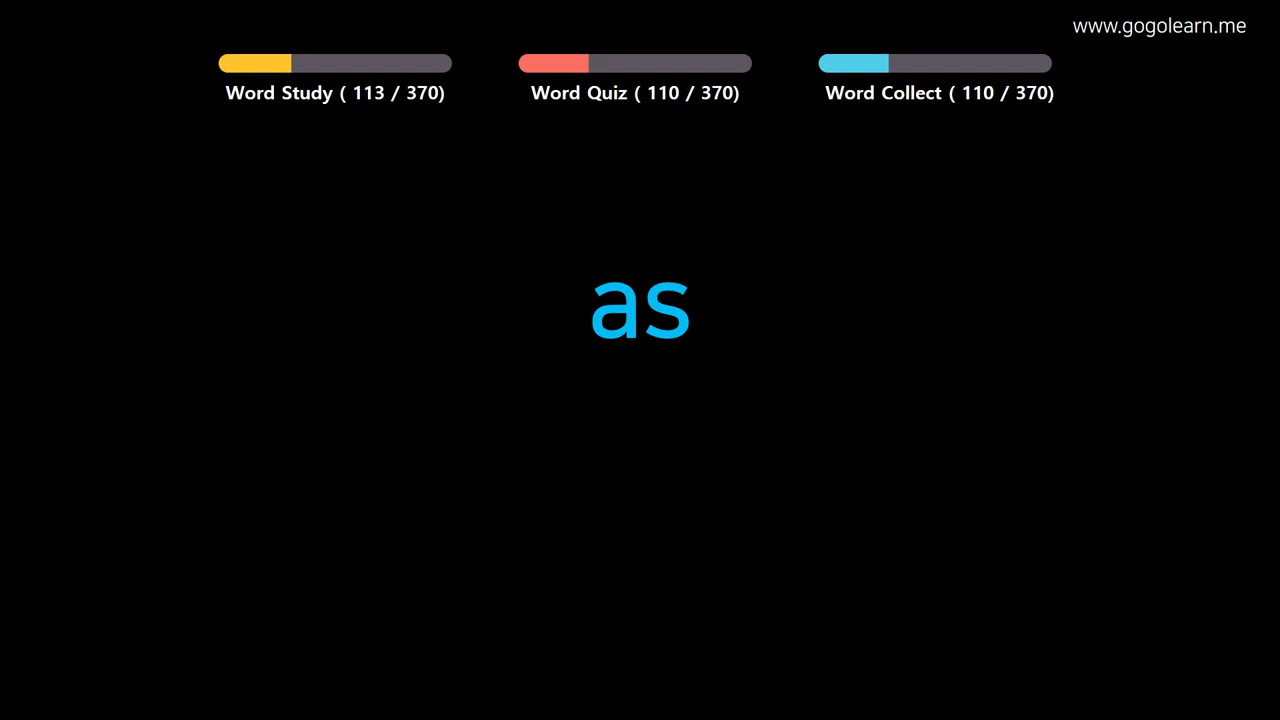 www.gogolearn.me
Word Study ( 113 / 370)
Word Quiz ( 110 / 370)
Word Collect ( 110 / 370)
as